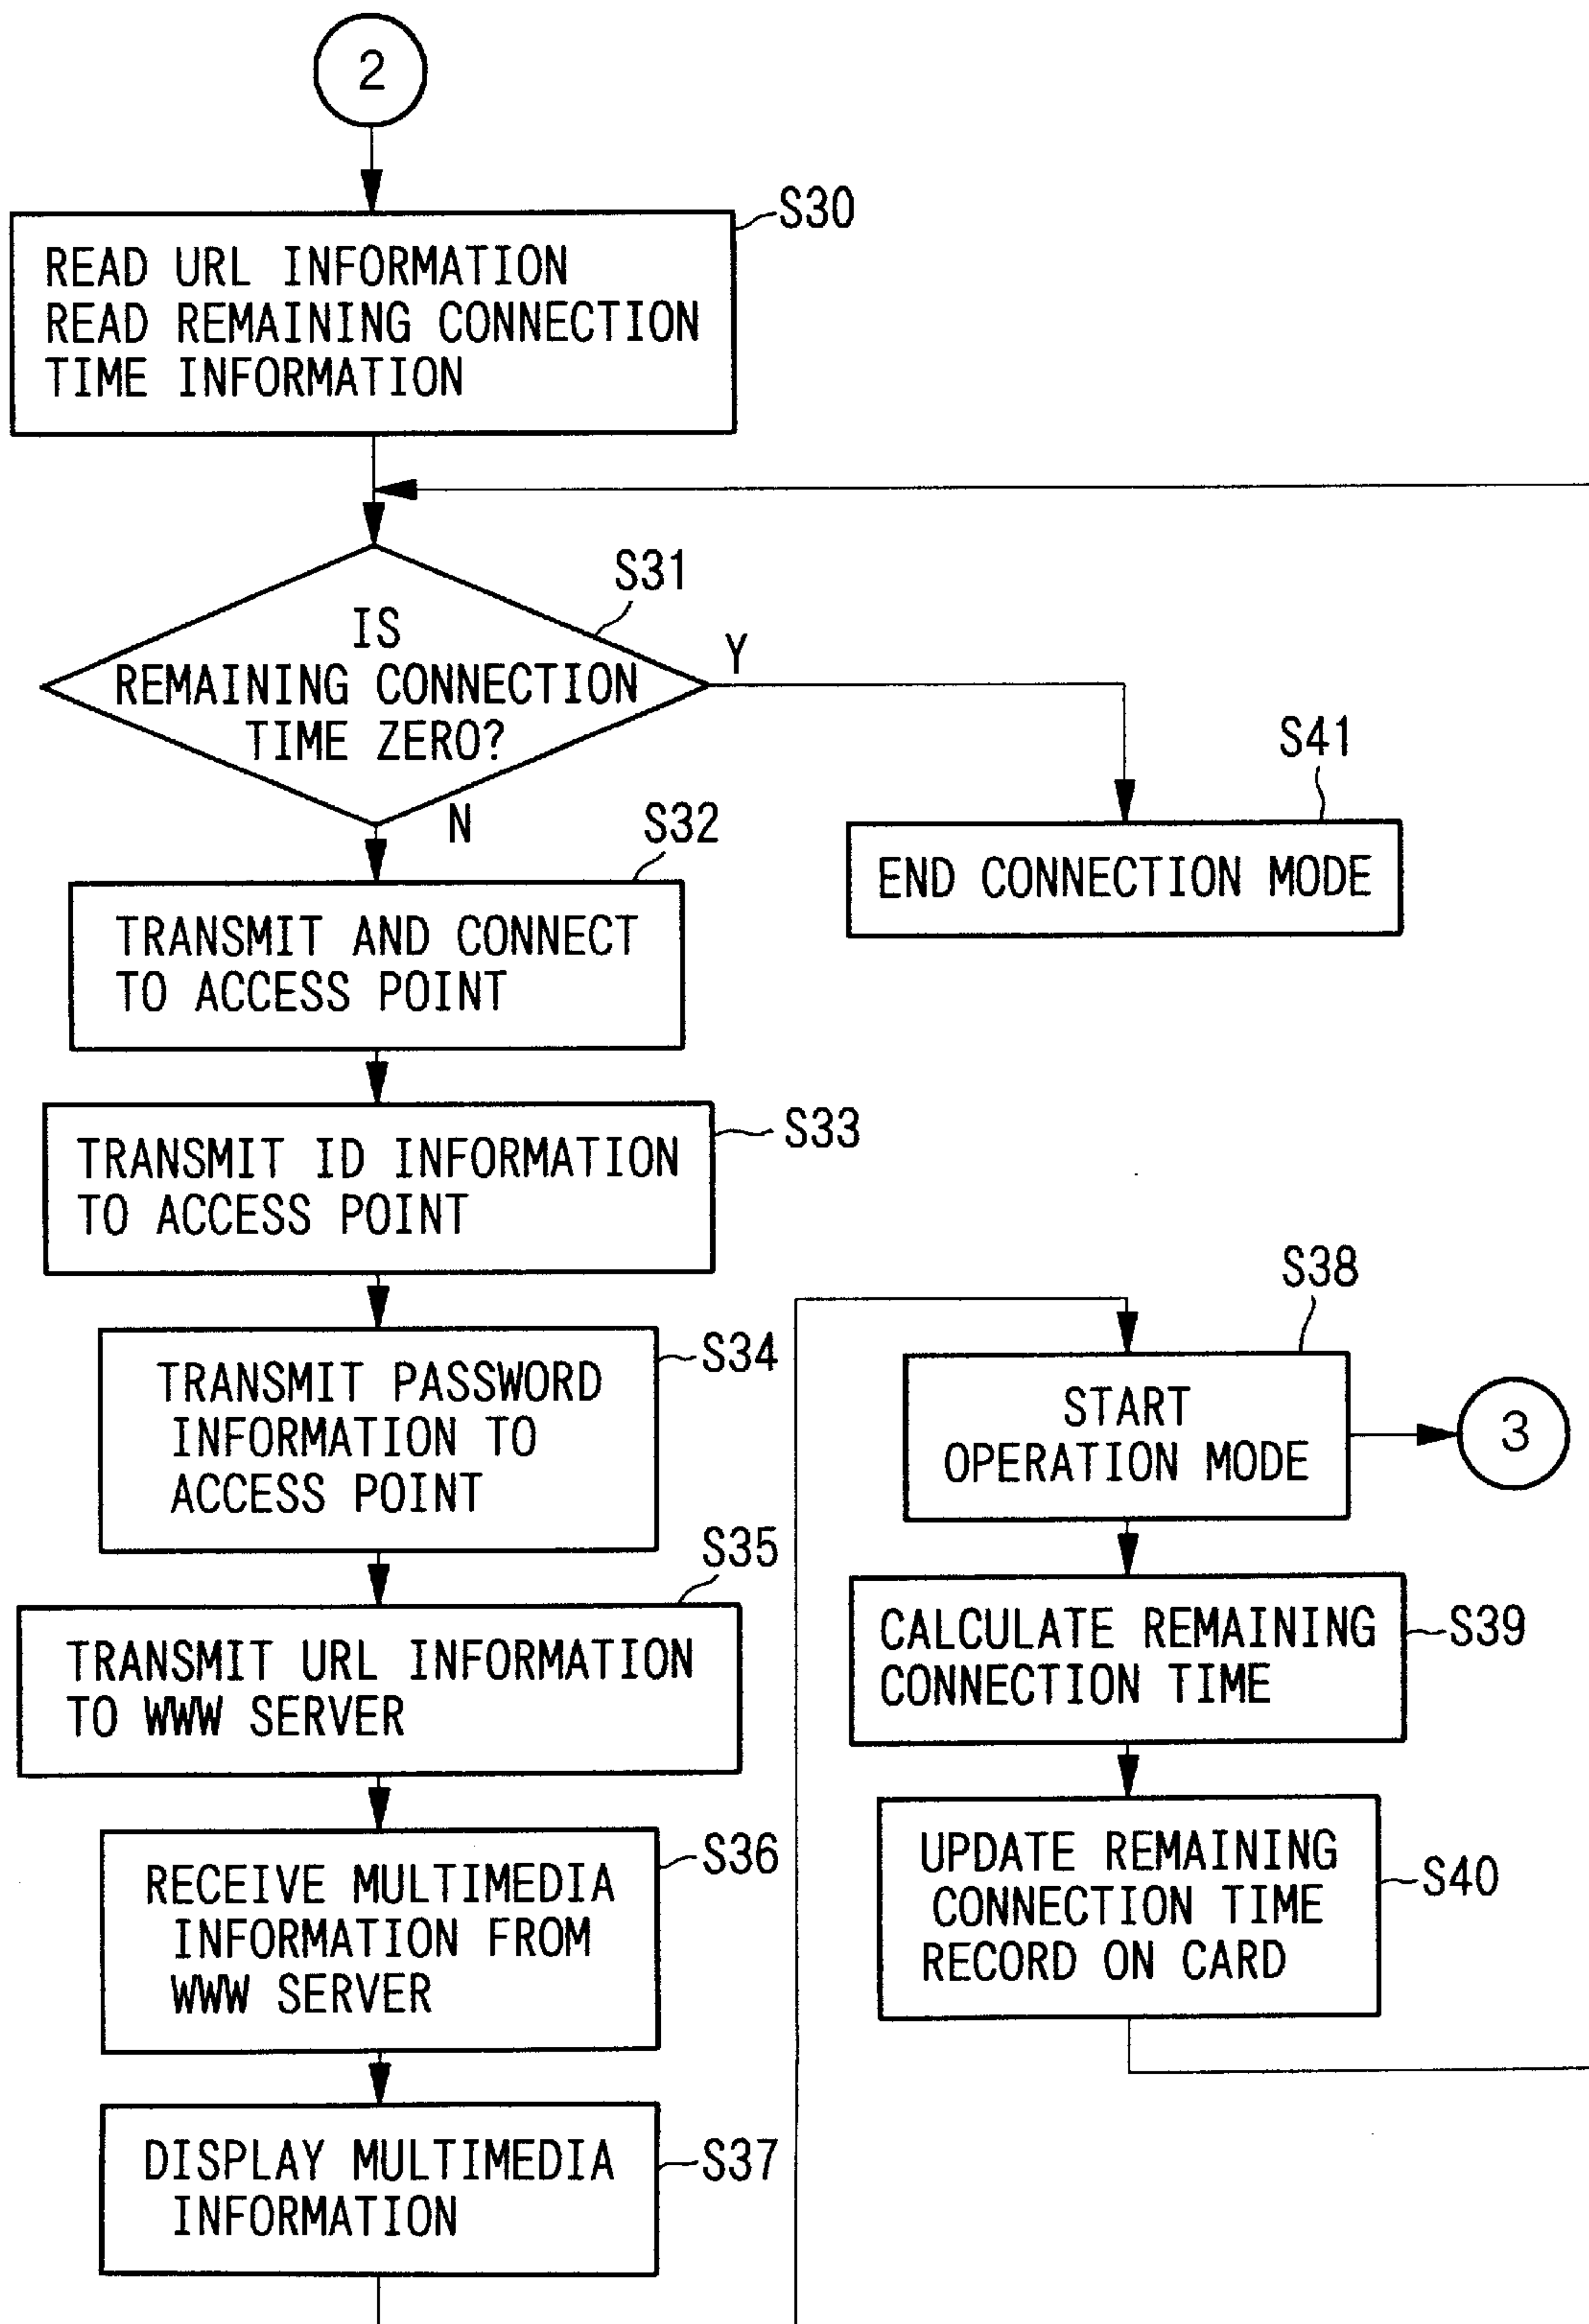 2
S30
READ URL INFORMATION
READ REMAINING CONNECTION
TIME INFORMATION
S31
IS
REMAINING CONNECTION
TIME ZERO?
Y
N
S41
END CONNECTION MODE
S32
TRANSMIT AND CONNECT
TO ACCESS POINT
S33
TRANSMIT ID INFORMATION
TO ACCESS POINT
S34
TRANSMIT PASSWORD
INFORMATION TO
ACCESS POINT
S35
TRANSMIT URL INFORMATION
TO WWW SERVER
S36
RECEIVE MULTIMEDIA
INFORMATION FROM
WWW SERVER
S37
DISPLAY MULTIMEDIA
INFORMATION
S38
START
OPERATION MODE
3
S39
CALCULATE REMAINING
CONNECTION TIME
S40
UPDATE REMAINING
CONNECTION TIME
RECORD ON CARD